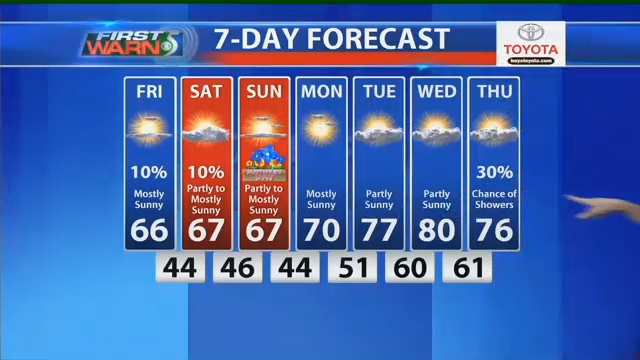 FIRST
WARN 5
7-DAY FORECAST
TOYOTA
buyatoyota.com
FRI
SAT
SUN
MON
TUE
WED
THU
10%
10%
30%
Mostly
Sunny
Partly to
Mostly
Sunny
Partly to
Mostly
Sunny
Mostly
Sunny
Partly
Sunny
Partly
Sunny
Chance of
Showers
66
67
67
70
77
80
76
44
46
44
51
60
61